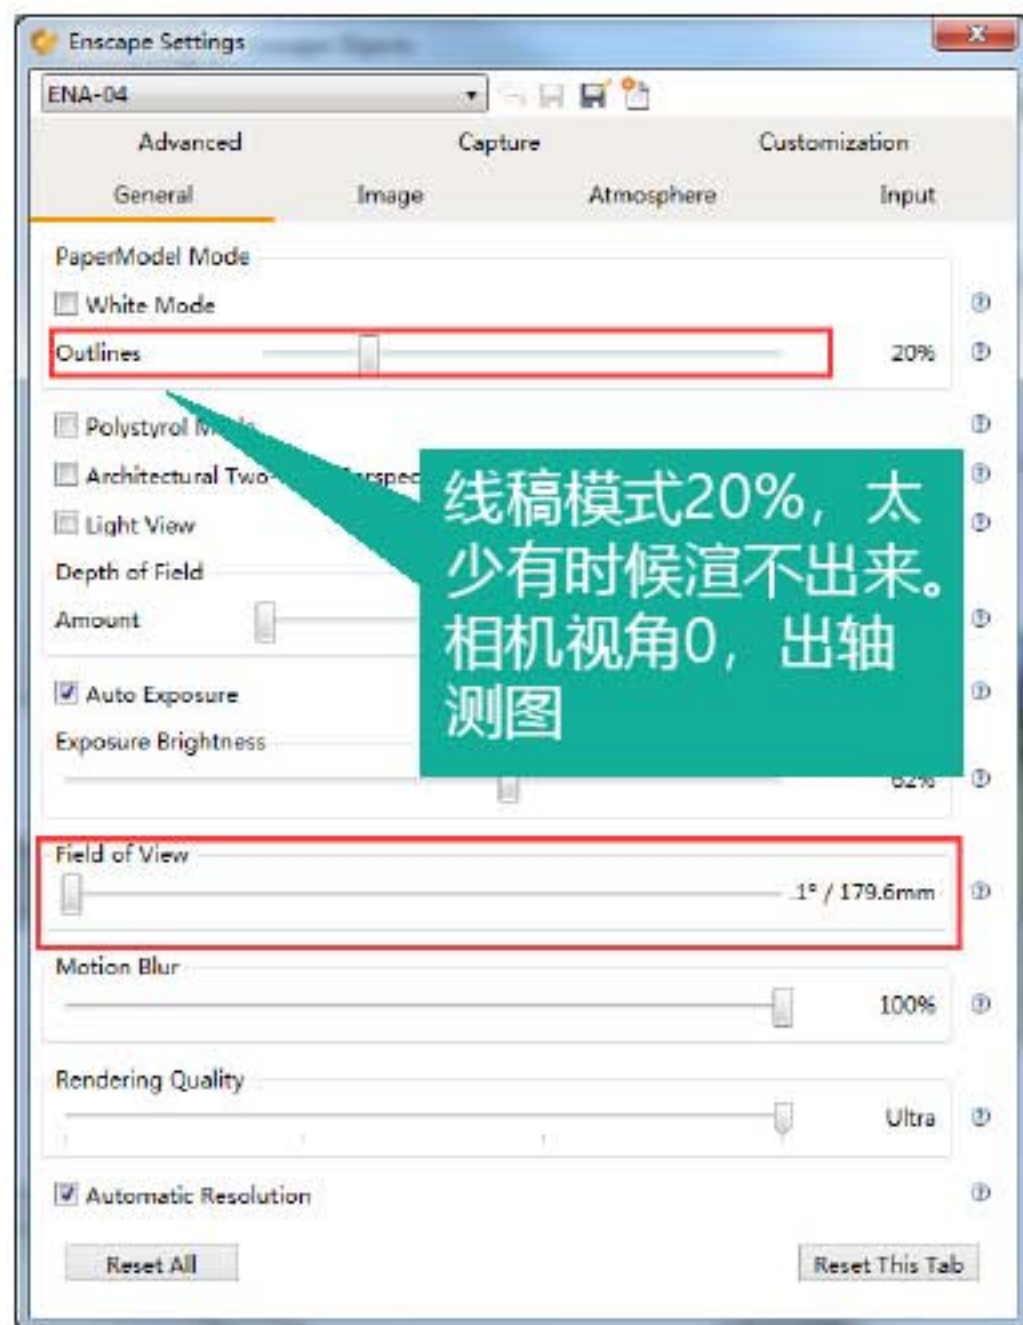 Enscape Settings
ENA-04
Advanced Capture Customization
General Image Atmosphere Input
PaperModel Mode
White Mode
Outlines 20%
Polystyrol
Architectural Two-
Light View
线稿模式20%，太
少有时候渲不出来。
相机视角0，出轴
测图
Depth of Field
Amount
Auto Exposure
Exposure Brightness
62%
Field of View
.1° / 179.6mm
Motion Blur
100%
Rendering Quality
Ultra
Automatic Resolution
Reset All Reset This Tab